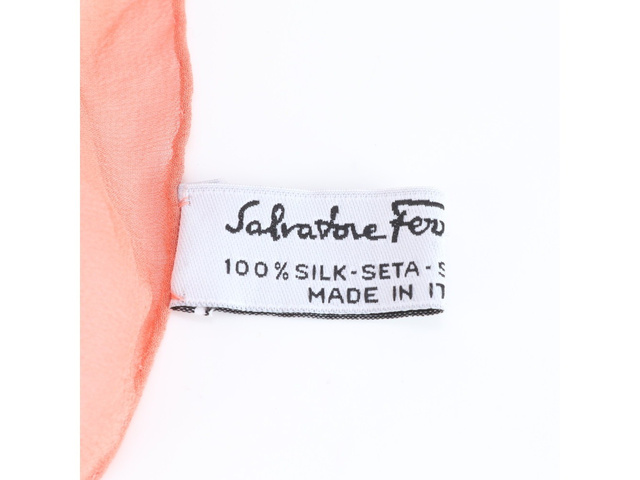 Salvatore Fer
100% SILK-SETA-S
MADE IN IT